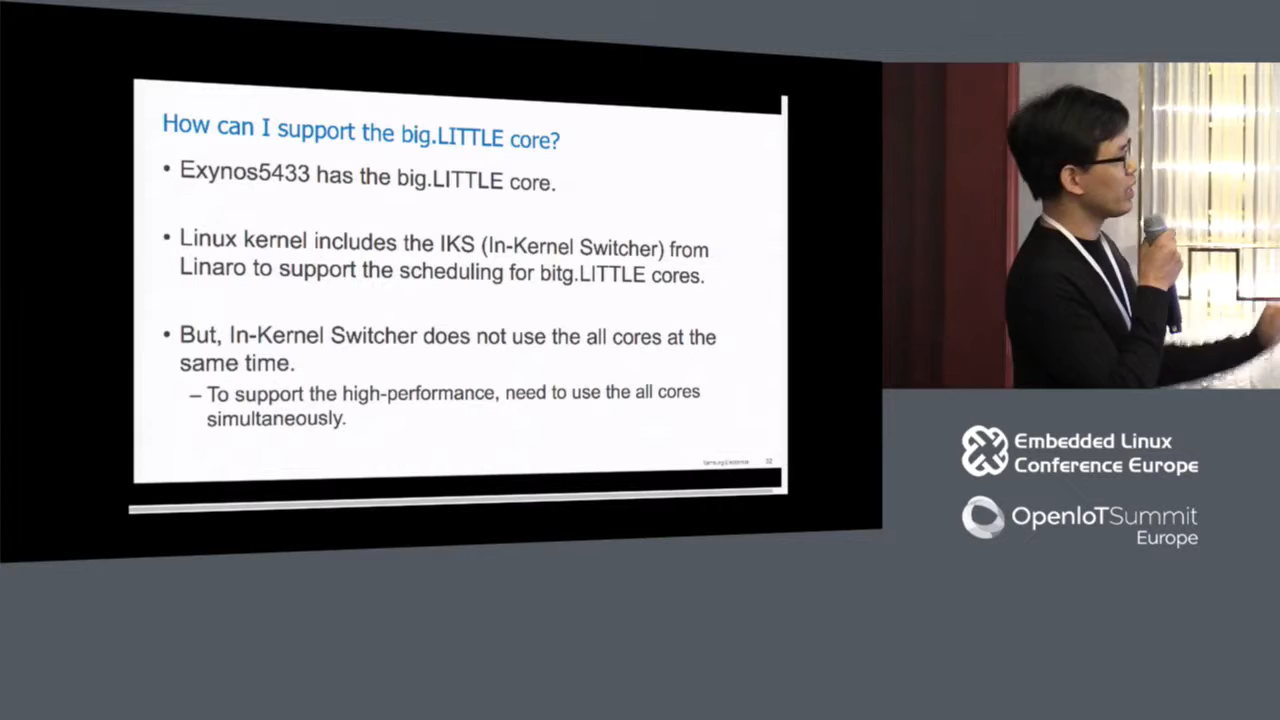 How can I support the big.LITTLE core?
• Exynos5433 has the big.LITTLE core.
• Linux kernel includes the IKS (In-Kernel Switcher) from
Linaro to support the scheduling for bitg.LITTLE cores.
• But, In-Kernel Switcher does not use the all cores at the
same time.
– To support the high-performance, need to use the all cores
simultaneously.
Embedded Linux
Conference Europe
OpenIoTSummit
Europe